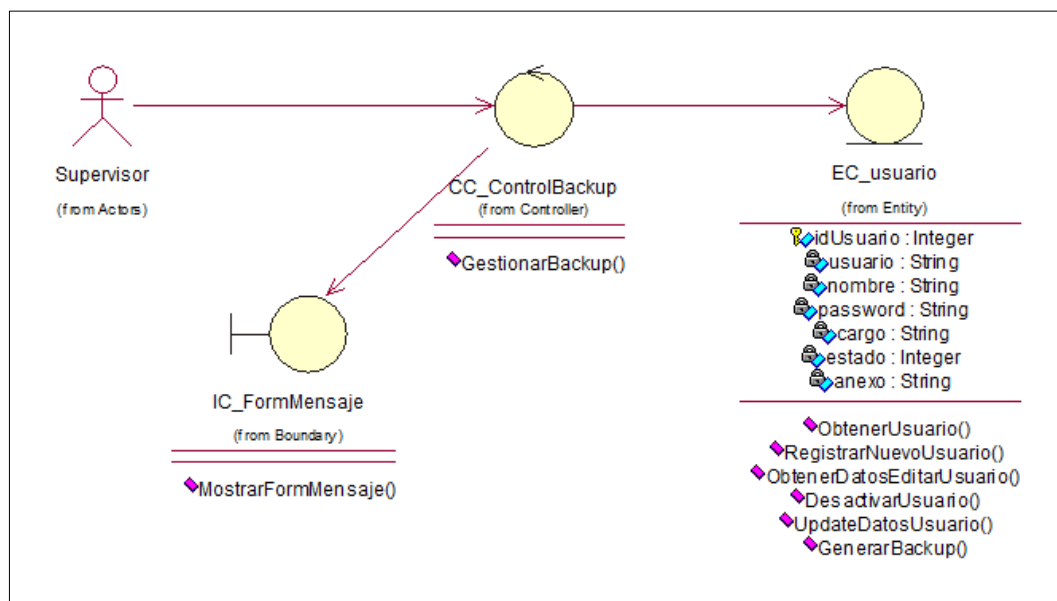 Supervisor
(from Actors)
CC_ControlBackup
(from Controller)
GestionarBackup()
EC_usuario
(from Entity)
idUsuario : Integer
usuario : String
nombre : String
password : String
cargo : String
estado : Integer
anexo : String
ObtenerUsuario()
RegistrarNuevoUsuario()
ObtenerDatosEditarUsuario()
DesactivarUsuario()
UpdateDatosUsuario()
GenerarBackup()
IC_FormMensaje
(from Boundary)
MostrarFormMensaje()